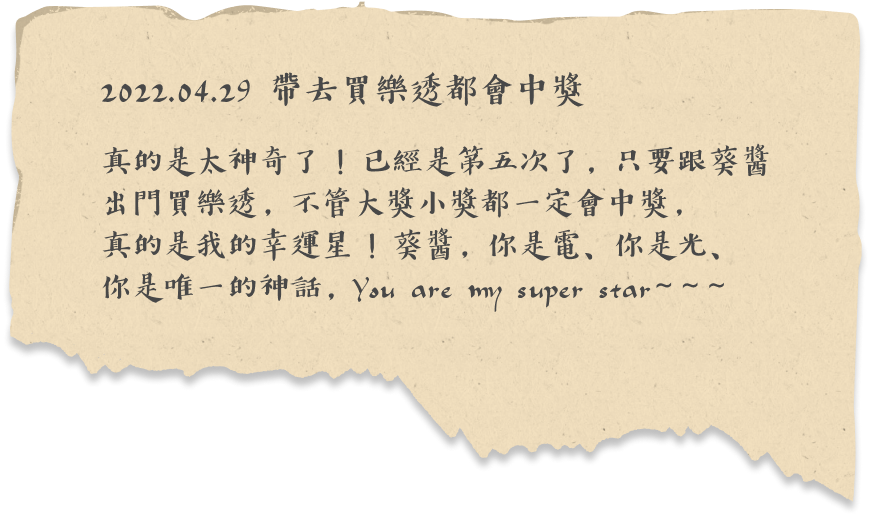 2022.04.29 帶去買樂透都會中獎
真的是太神奇了！已經是第五次了，只要跟葵醬
出門買樂透，不管大獎小獎都一定會中獎，
真的是我的幸運星！葵醬，你是電、你是光、
你是唯一的神話，You are my super star~~~